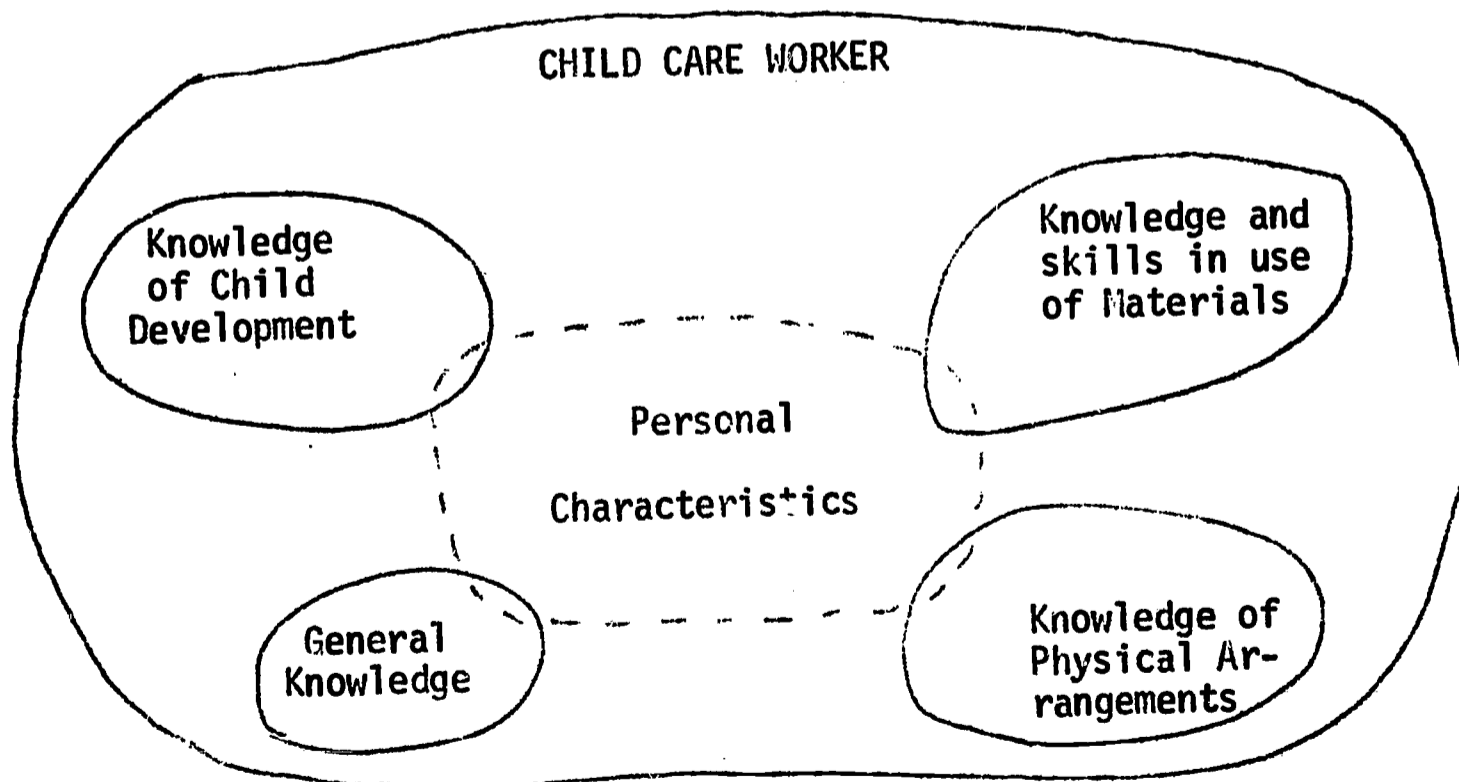 CHILD CARE WORKER
Knowledge
of Child
Development
Knowledge and
skills in use
of Materials
Personal
Characteristics
General
Knowledge
Knowledge of
Physical Ar-
rangements